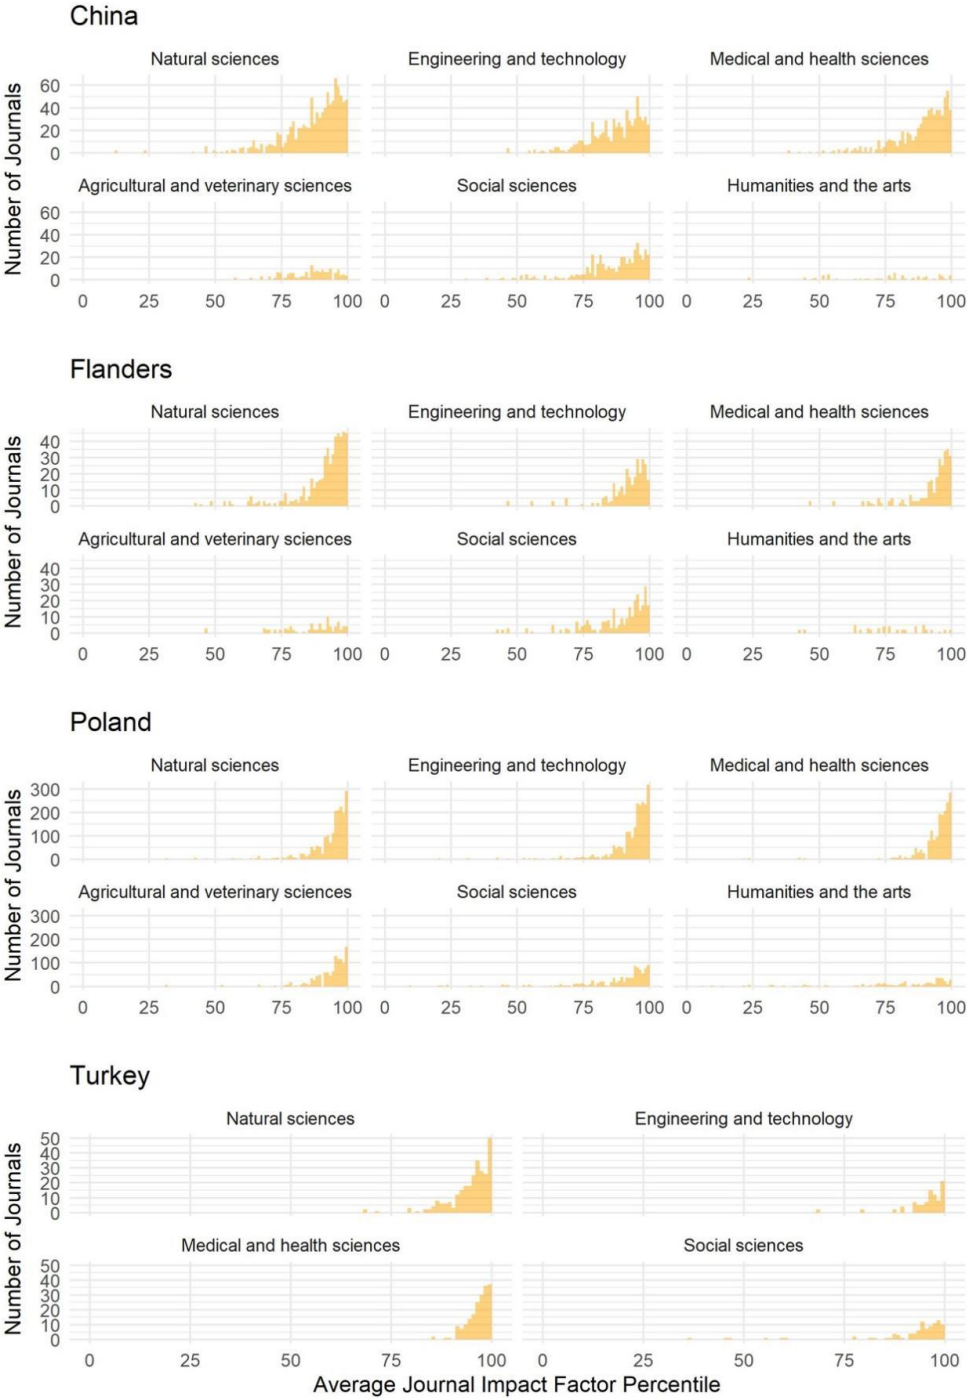 China
Natural sciences Engineering and technology Medical and health sciences
60
40
20
0
Agricultural and veterinary sciences Social sciences Humanities and the arts
60
40
20
0
Number of Journals
0 25 50 75 100 0 25 50 75 100 0 25 50 75 100
Flanders
Natural sciences Engineering and technology Medical and health sciences
40
30
20
10
0
Agricultural and veterinary sciences Social sciences Humanities and the arts
40
30
20
10
0
Number of Journals
0 25 50 75 100 0 25 50 75 100 0 25 50 75 100
Poland
Natural sciences Engineering and technology Medical and health sciences
300
200
100
0
Agricultural and veterinary sciences Social sciences Humanities and the arts
300
200
100
0
Number of Journals
0 25 50 75 100 0 25 50 75 100 0 25 50 75 100
Turkey
Natural sciences Engineering and technology
50
40
30
20
10
0
Medical and health sciences Social sciences
50
40
30
20
10
0
Number of Journals
0 25 50 75 100 0 25 50 75 100
Average Journal Impact Factor Percentile